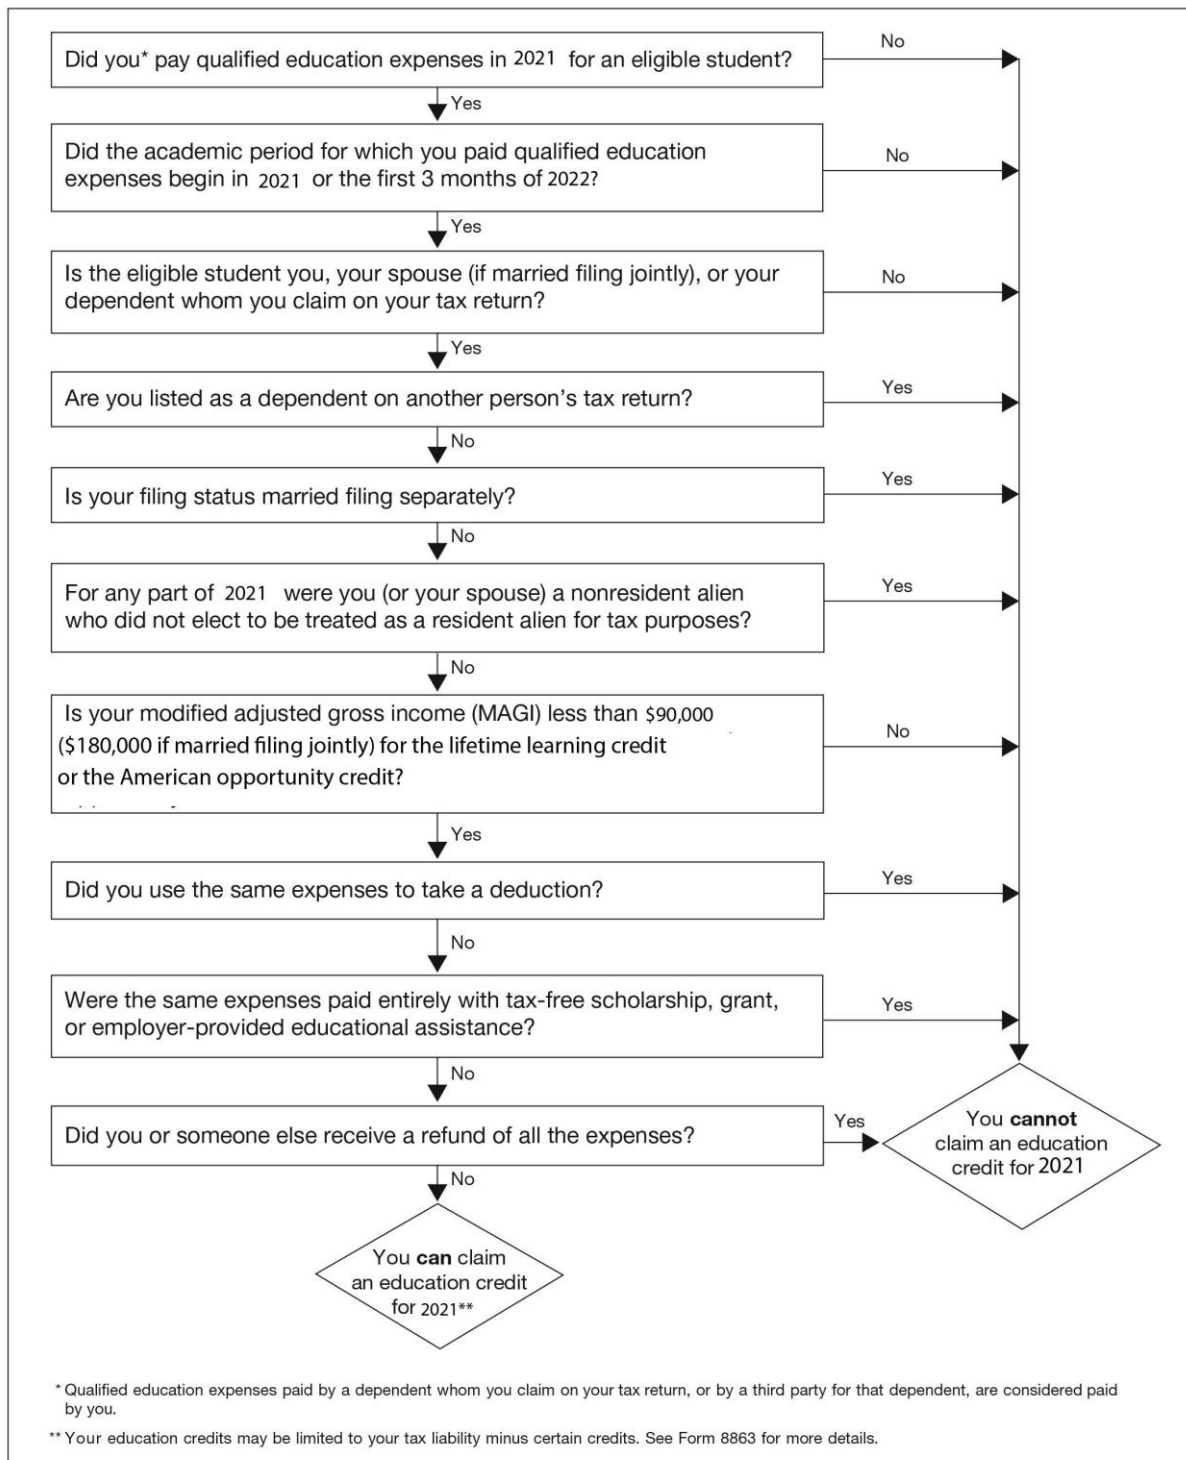 Did you* pay qualified education expenses in 2021 for an eligible student?
No
Yes
Did the academic period for which you paid qualified education
expenses begin in 2021 or the first 3 months of 2022?
No
Yes
Is the eligible student you, your spouse (if married filing jointly), or your
dependent whom you claim on your tax return?
No
Yes
Are you listed as a dependent on another person's tax return?
Yes
No
Is your filing status married filing separately?
Yes
No
For any part of 2021 were you (or your spouse) a nonresident alien
who did not elect to be treated as a resident alien for tax purposes?
Yes
No
Is your modified adjusted gross income (MAGI) less than $90,000
($180,000 if married filing jointly) for the lifetime learning credit
or the American opportunity credit?
No
Yes
Did you use the same expenses to take a deduction?
Yes
No
Were the same expenses paid entirely with tax-free scholarship, grant,
or employer-provided educational assistance?
Yes
No
Did you or someone else receive a refund of all the expenses?
Yes
You cannot
claim an education
credit for 2021
No
You can claim
an education credit
for 2021**
* Qualified education expenses paid by a dependent whom you claim on your tax return, or by a third party for that dependent, are considered paid
by you.
** Your education credits may be limited to your tax liability minus certain credits. See Form 8863 for more details.